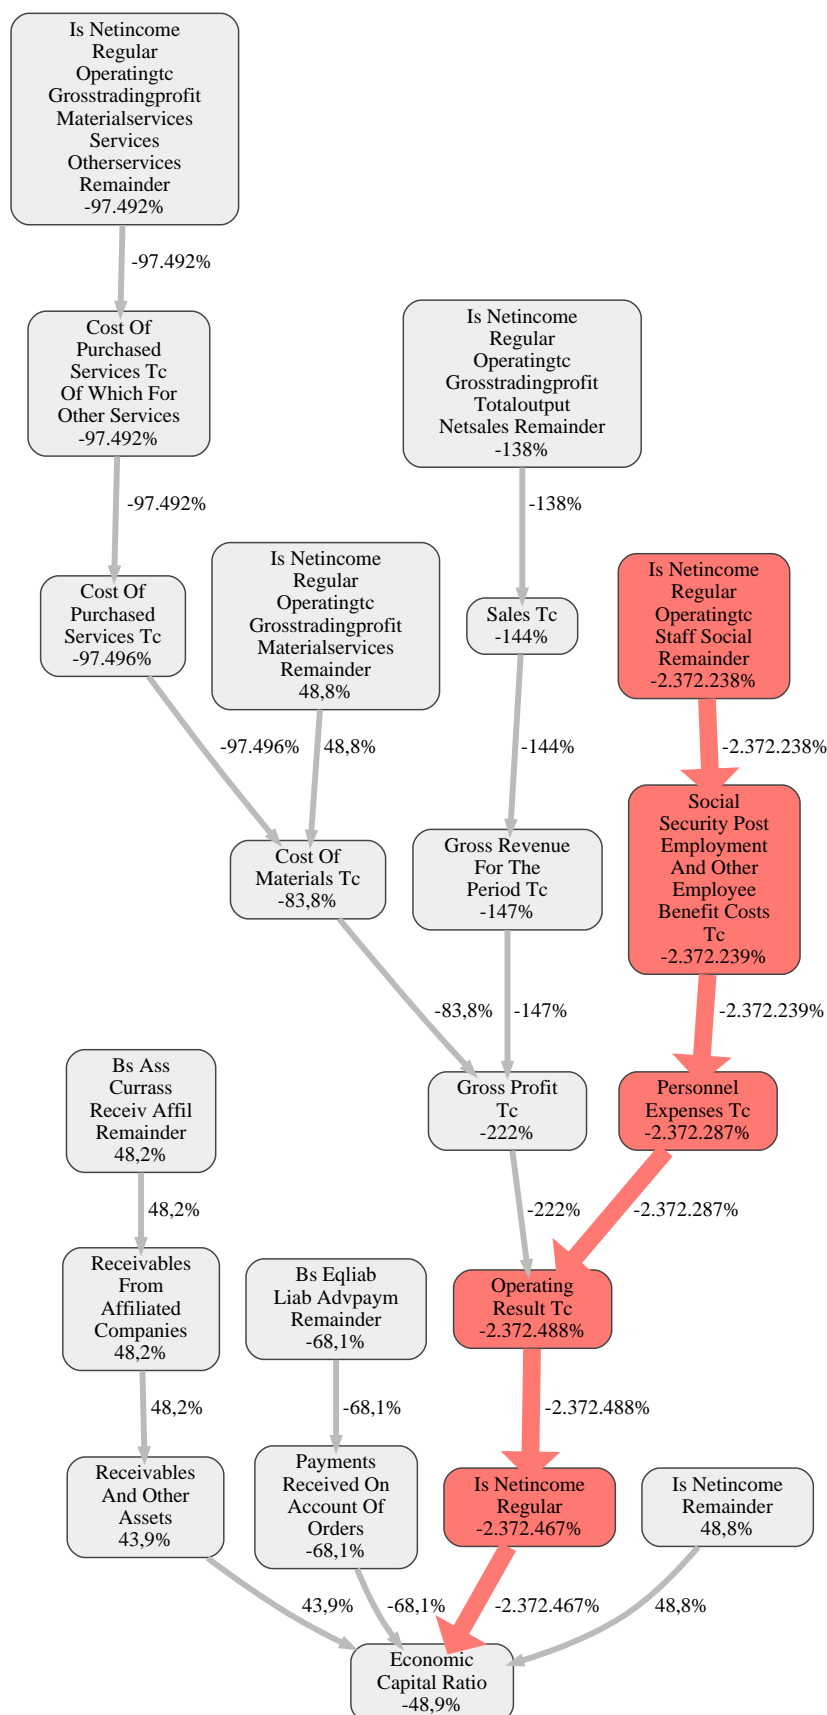 Is Netincome
Regular
Operatingtc
Grosstradingprofit
Materialservices
Services
Otherservices
Remainder
-97.492%
-97.492%
Cost Of
Purchased
Services Tc
Of Which For
Other Services
-97.492%
Is Netincome
Regular
Operatingtc
Grosstradingprofit
Totaloutput
Netsales Remainder
-138%
-97.492%
-138%
Cost Of
Purchased
Services Tc
-97.496%
Is Netincome
Regular
Operatingtc
Grosstradingprofit
Materialservices
Remainder
48,8%
Sales Tc
-144%
Is Netincome
Regular
Operatingtc
Staff Social
Remainder
-2.372.238%
-97.496%
48,8%
-144%
-2.372.238%
Cost Of
Materials Tc
-83,8%
Gross Revenue
For The
Period Tc
-147%
Social
Security Post
Employment
And Other
Employee
Benefit Costs
Tc
-2.372.239%
-83,8%
-147%
-2.372.239%
Bs Ass
Currass
Receiv Affil
Remainder
48,2%
Gross Profit
Tc
-222%
Personnel
Expenses Tc
-2.372.287%
48,2%
-222%
-2.372.287%
Receivables
From
Affiliated
Companies
48,2%
Bs Eqliab
Liab Advpaym
Remainder
-68,1%
Operating
Result Tc
-2.372.488%
48,2%
-68,1%
-2.372.488%
Receivables
And Other
Assets
43,9%
Payments
Received On
Account Of
Orders
-68,1%
Is Netincome
Regular
-2.372.467%
Is Netincome
Remainder
48,8%
43,9%
-68,1%
-2.372.467%
48,8%
Economic
Capital Ratio
-48,9%